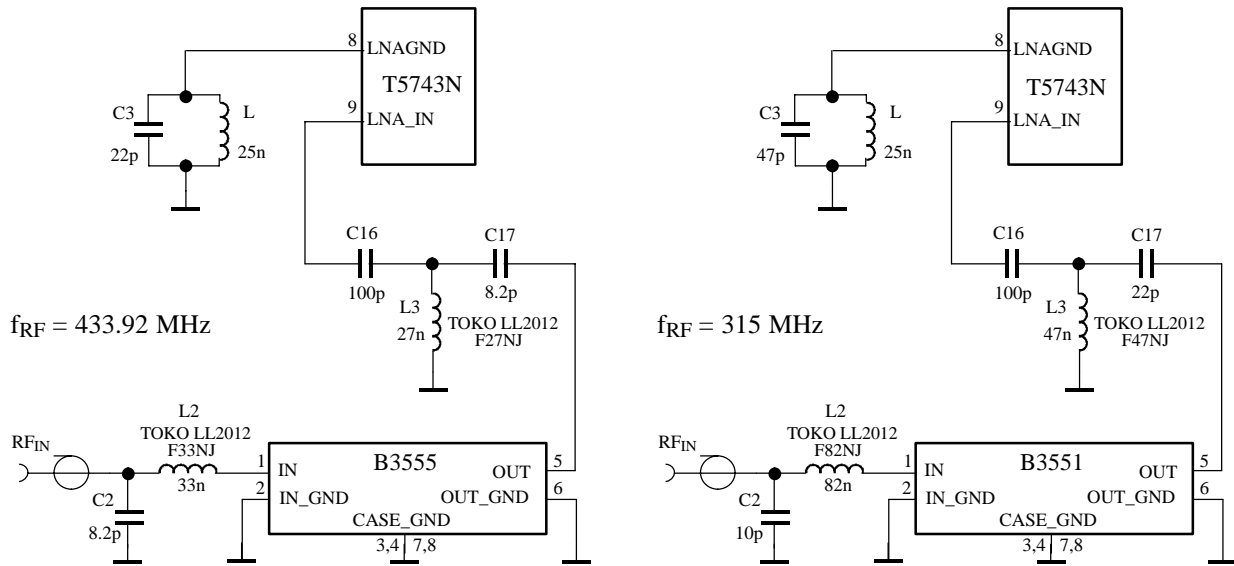 8
LNAGND
T5743N
C3
L
9
LNA_IN
22p
25n
C16
C17
100p
8.2p
L3
27n
TOKO LL2012
F27NJ
fRF = 433.92 MHz
L2
TOKO LL2012
F33NJ
RFIN
33n
1
IN
B3555
OUT
5
C2
2
IN_GND
OUT_GND
6
8.2p
CASE_GND
3,4
7,8
8
LNAGND
T5743N
C3
L
9
LNA_IN
47p
25n
C16
C17
100p
22p
L3
47n
TOKO LL2012
F47NJ
fRF = 315 MHz
L2
TOKO LL2012
F82NJ
RFIN
82n
1
IN
B3551
OUT
5
C2
2
IN_GND
OUT_GND
6
10p
CASE_GND
3,4
7,8